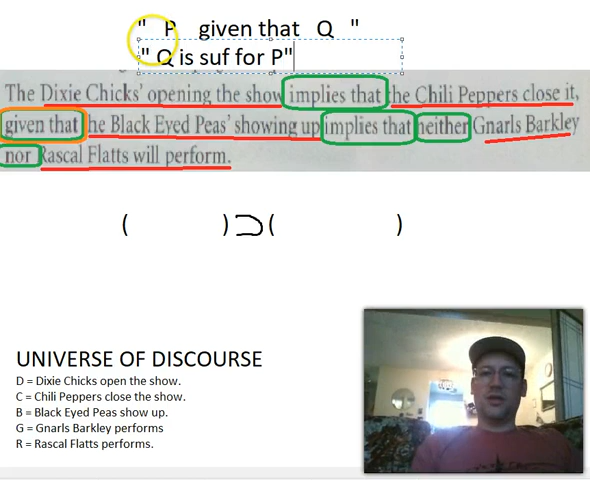 " P given that Q "
" Q is suf for P"
The Dixie Chicks' opening the show implies that the Chili Peppers close it,
given that he Black Eyed Peas' showing up implies that neither Gnarls Barkley
nor Rascal Flatts will perform.
( ) ⊃ ( )
UNIVERSE OF DISCOURSE
D = Dixie Chicks open the show.
C = Chili Peppers close the show.
B = Black Eyed Peas show up.
G = Gnarls Barkley performs
R = Rascal Flatts performs.